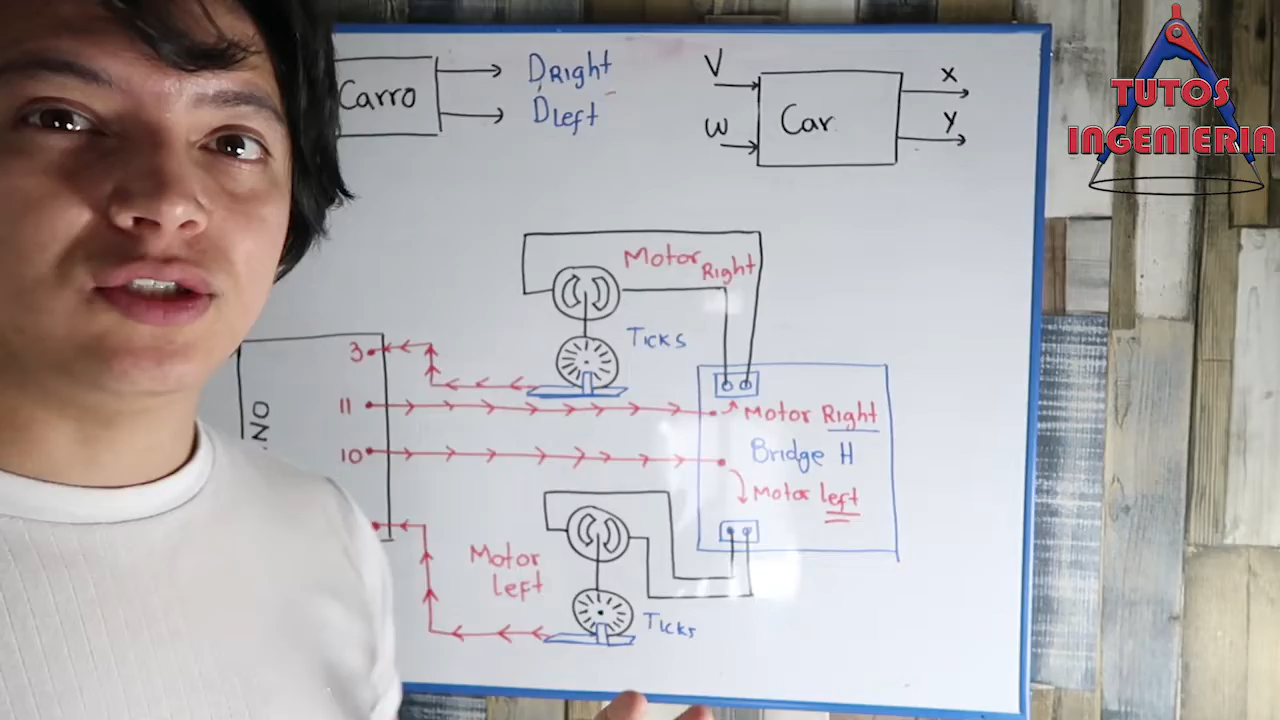 Carro
DRight
DLeft
V
W
Car
X
Y
TUTOS
INGENIERIA
Motor
Right
Ticks
3
11
10
NO
Motor Right
Bridge H
Motor left
Motor
left
Ticks